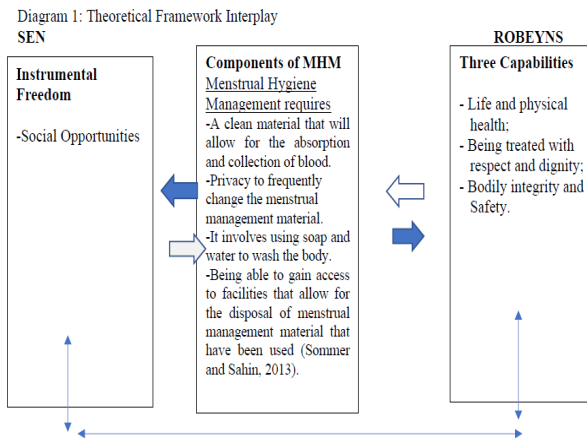 Diagram 1: Theoretical Framework Interplay
SEN
ROBEYNS
Instrumental
Freedom
-Social Opportunities
Components of MHM
Menstrual Hygiene
Management requires
-A clean material that will
allow for the absorption
and collection of blood.
-Privacy to frequently
change the menstrual
management material.
-It involves using soap and
water to wash the body.
-Being able to gain access
to facilities that allow for
the disposal of menstrual
management material that
have been used (Sommer
and Sahin, 2013).
Three Capabilities
- Life and physical
health;
- Being treated with
respect and dignity;
- Bodily integrity and
Safety.